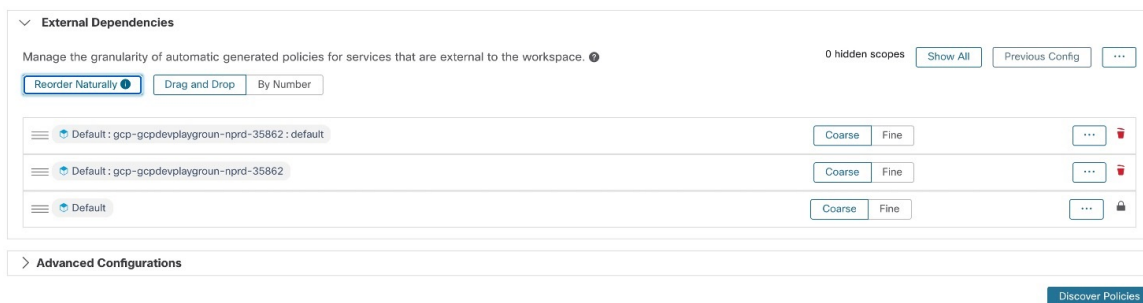 External Dependencies
Manage the granularity of automatic generated policies for services that are external to the workspace.
0 hidden scopes Show All Previous Config ...
Reorder Naturally Drag and Drop By Number
Default : gcp-gcpdevplaygroun-nprd-35862 : default Coarse Fine ...
Default : gcp-gcpdevplaygroun-nprd-35862 Coarse Fine ...
Default Coarse Fine ...
Advanced Configurations
Discover Policies